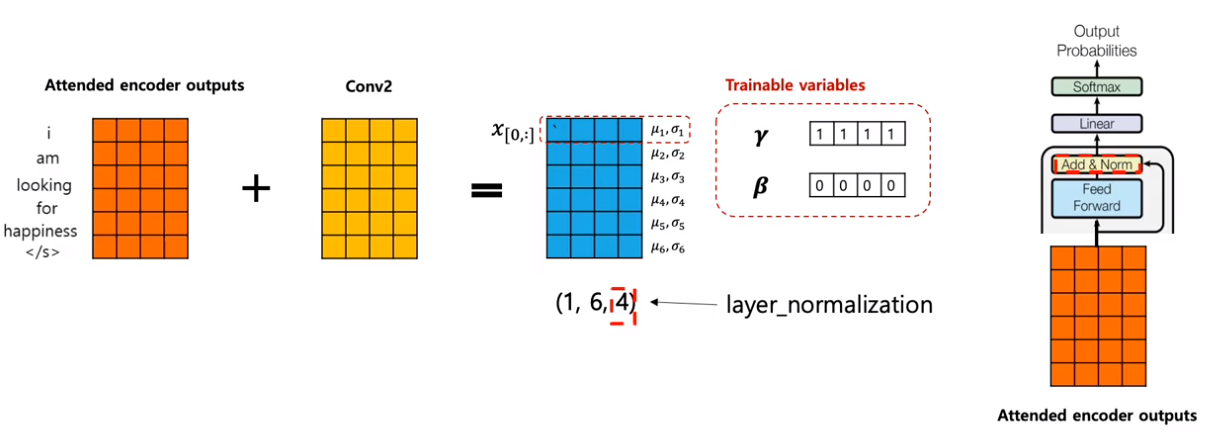 Attended encoder outputs
i
am
looking
for
happiness
</s>
+
Conv2
=
x[0,:]
μ1, σ1
μ2, σ2
μ3, σ3
μ4, σ4
μ5, σ5
μ6, σ6
(1, 6, 4)
layer_normalization
Trainable variables
γ
1 1 1 1
β
0 0 0 0
Output
Probabilities
Softmax
Linear
Add & Norm
Feed
Forward
Attended encoder outputs